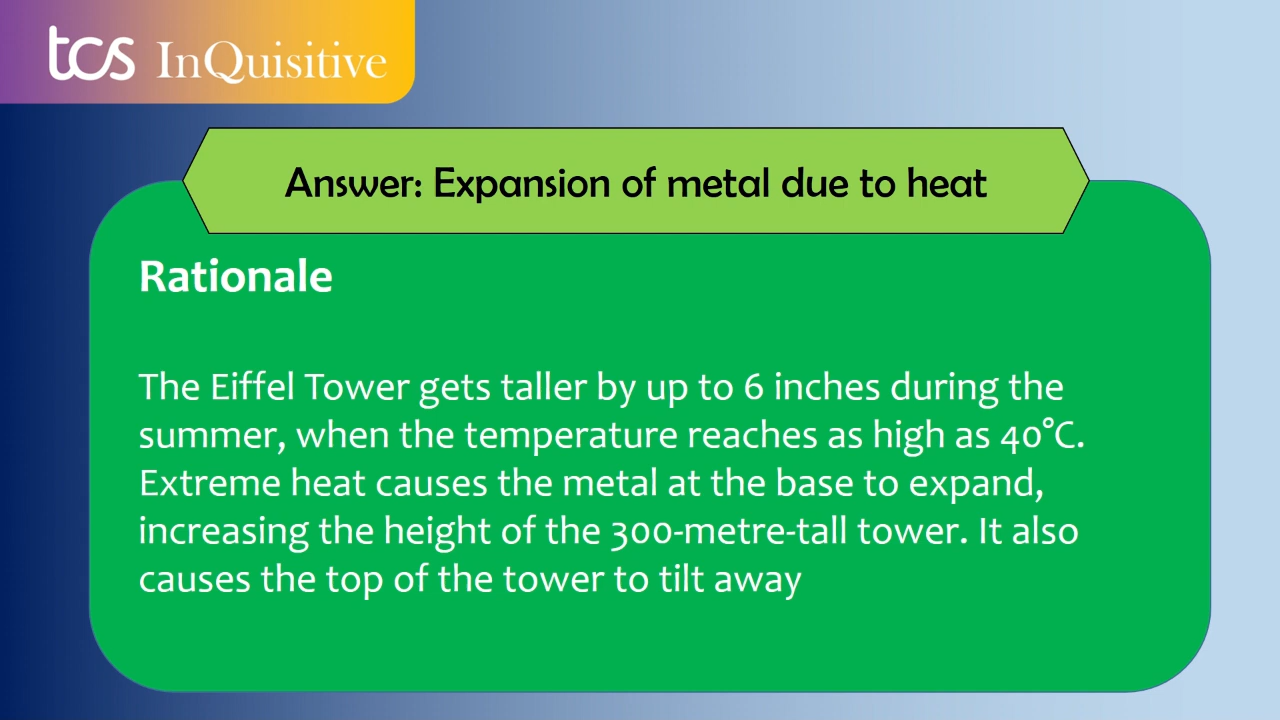 tcs InQuisitive
Answer: Expansion of metal due to heat
Rationale
The Eiffel Tower gets taller by up to 6 inches during the
summer, when the temperature reaches as high as 40°C.
Extreme heat causes the metal at the base to expand,
increasing the height of the 300-metre-tall tower. It also
causes the top of the tower to tilt away